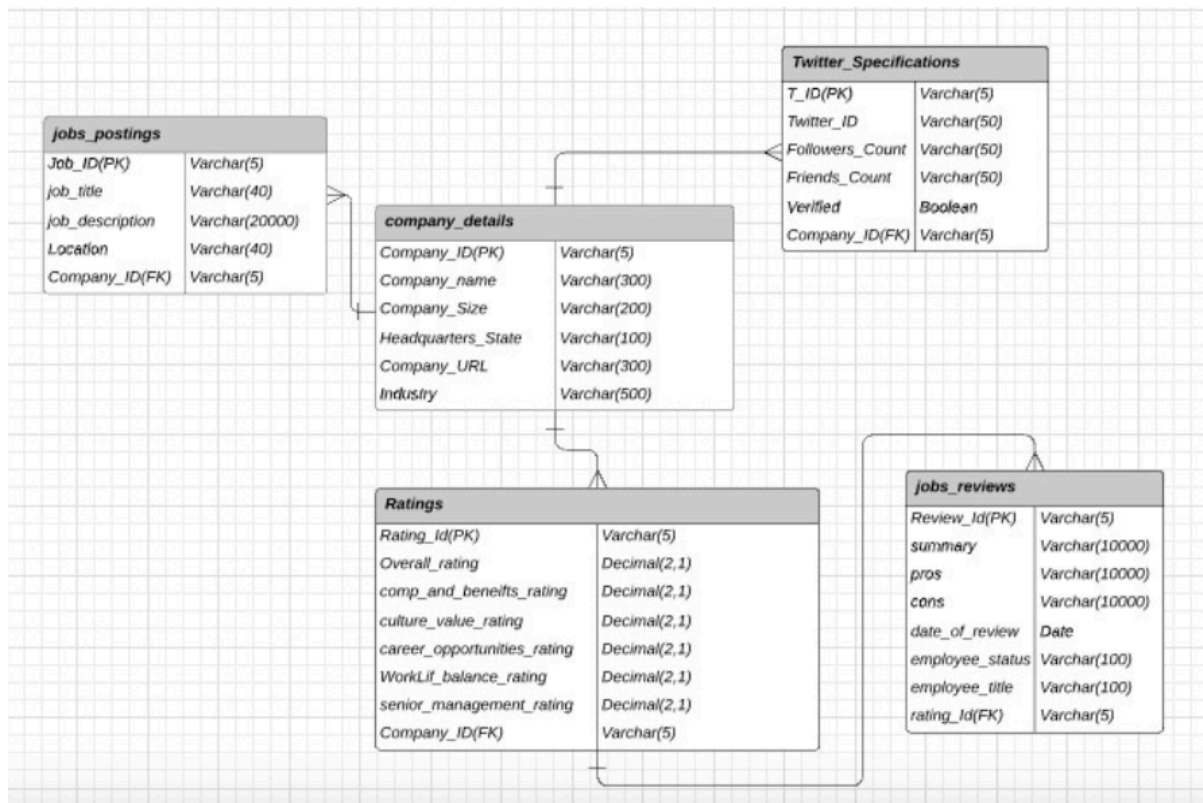 Twitter_Specifications
T_ID(PK) Varchar(5)
Twitter_ID Varchar(50)
Followers_Count Varchar(50)
Friends_Count Varchar(50)
Verified Boolean
Company_ID(FK) Varchar(5)
jobs_postings
Job_ID(PK) Varchar(5)
job_title Varchar(40)
job_description Varchar(20000)
Location Varchar(40)
Company_ID(FK) Varchar(5)
company_details
Company_ID(PK) Varchar(5)
Company_name Varchar(300)
Company_Size Varchar(200)
Headquarters_State Varchar(100)
Company_URL Varchar(300)
Industry Varchar(500)
Ratings
Rating_Id(PK) Varchar(5)
Overall_rating Decimal(2,1)
comp_and_beneifts_rating Decimal(2,1)
culture_value_rating Decimal(2,1)
career_opportunities_rating Decimal(2,1)
WorkLif_balance_rating Decimal(2,1)
senior_management_rating Decimal(2,1)
Company_ID(FK) Varchar(5)
jobs_reviews
Review_Id(PK) Varchar(5)
summary Varchar(10000)
pros Varchar(10000)
cons Varchar(10000)
date_of_review Date
employee_status Varchar(100)
employee_title Varchar(100)
rating_Id(FK) Varchar(5)